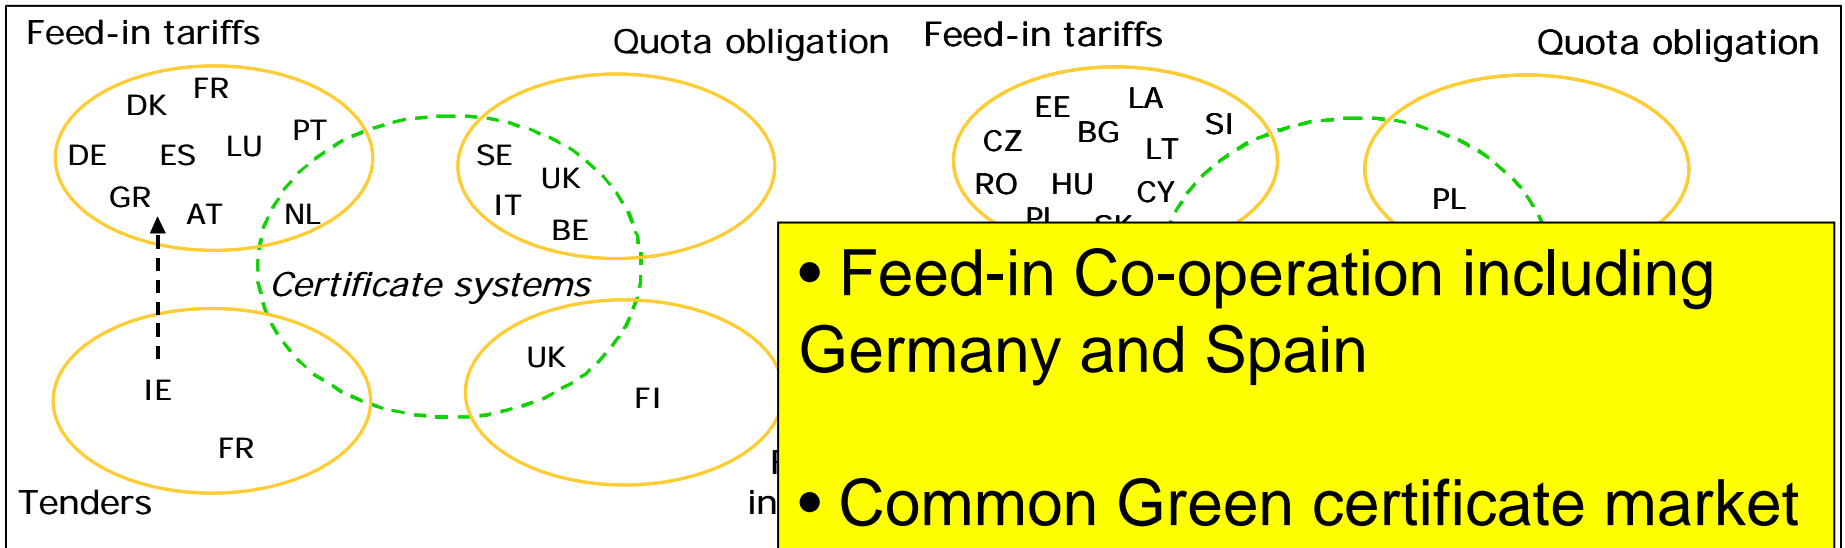 Feed-in tariffs
Quota obligation
DK FR
DE ES LU PT
GR AT NL
SE UK
IT BE
Certificate systems
IE
FR
UK
FI
Tenders
in
Feed-in tariffs
Quota obligation
EE LA
CZ BG LT SI
RO HU CY
PL
• Feed-in Co-operation including
Germany and Spain
• Common Green certificate market